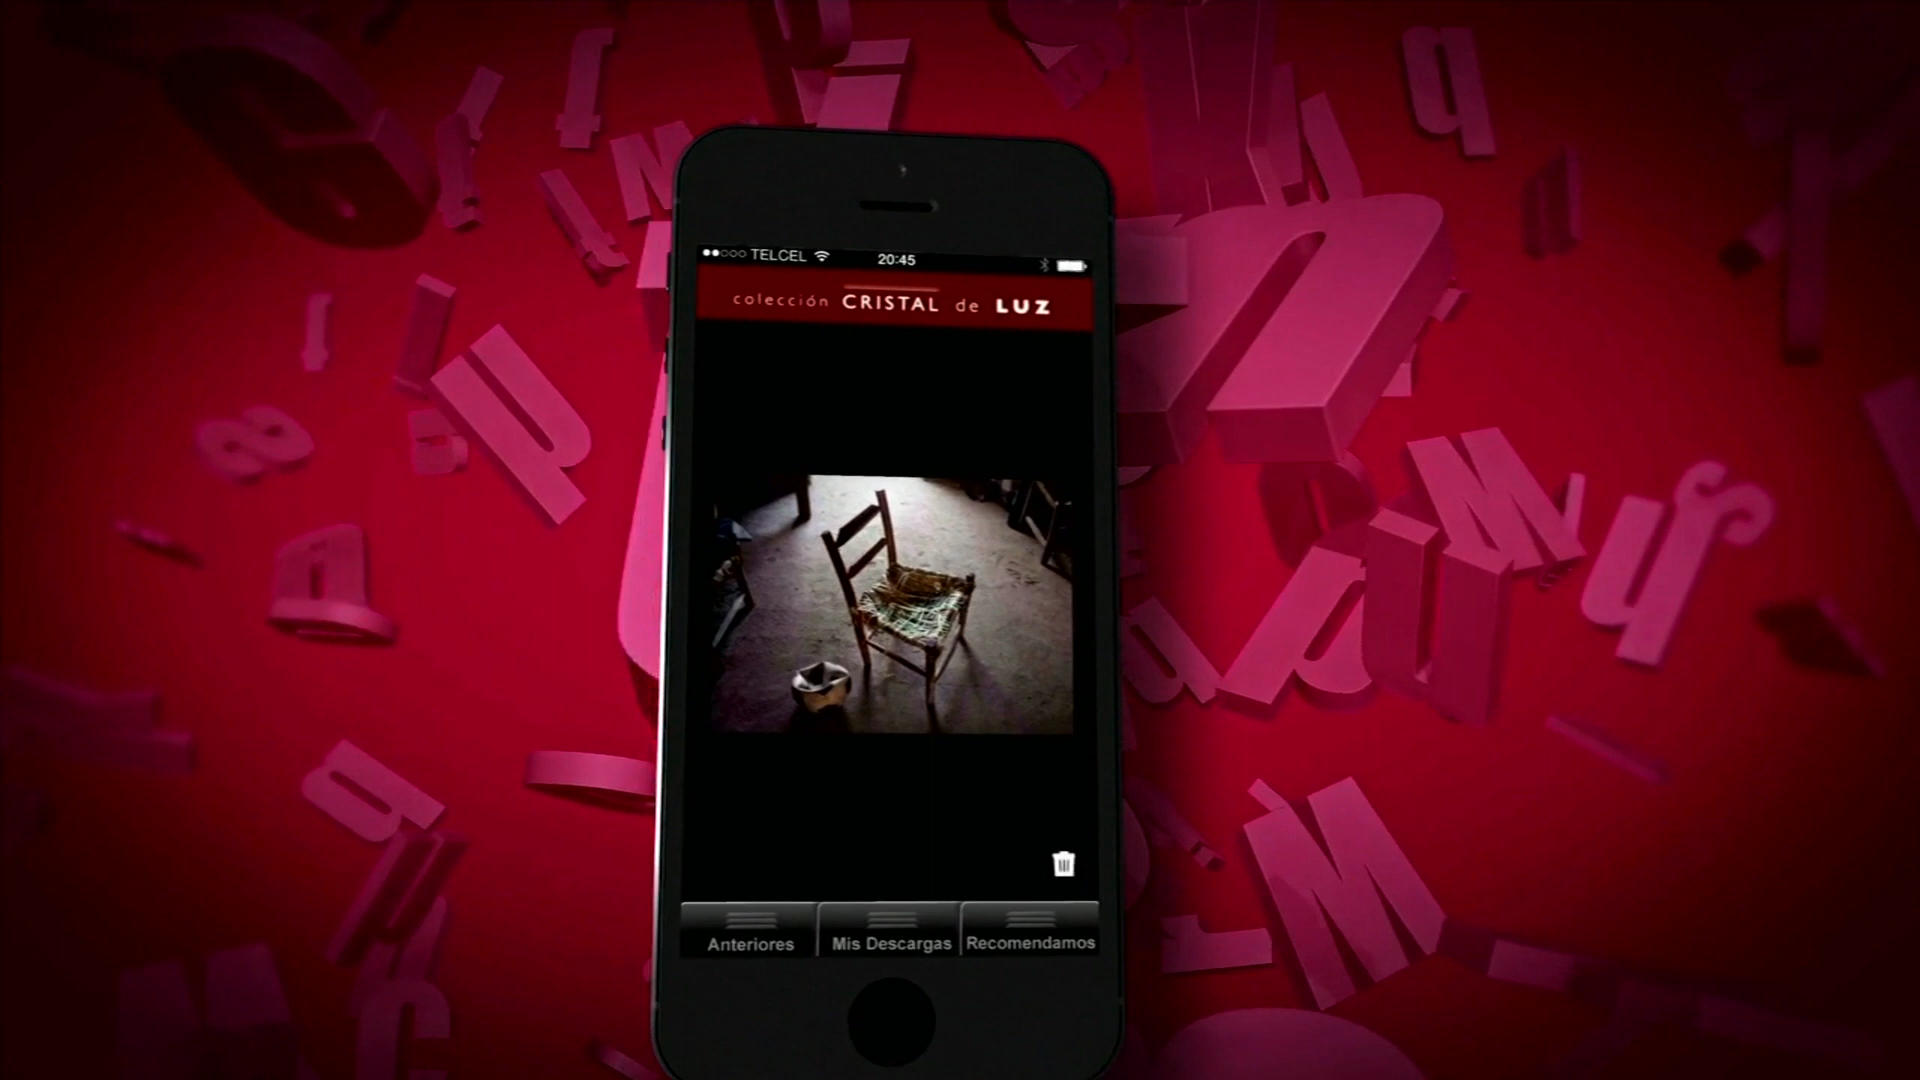 TELCEL 20:45
colección CRISTAL de LUZ
Anteriores Mis Descargas Recomendamos